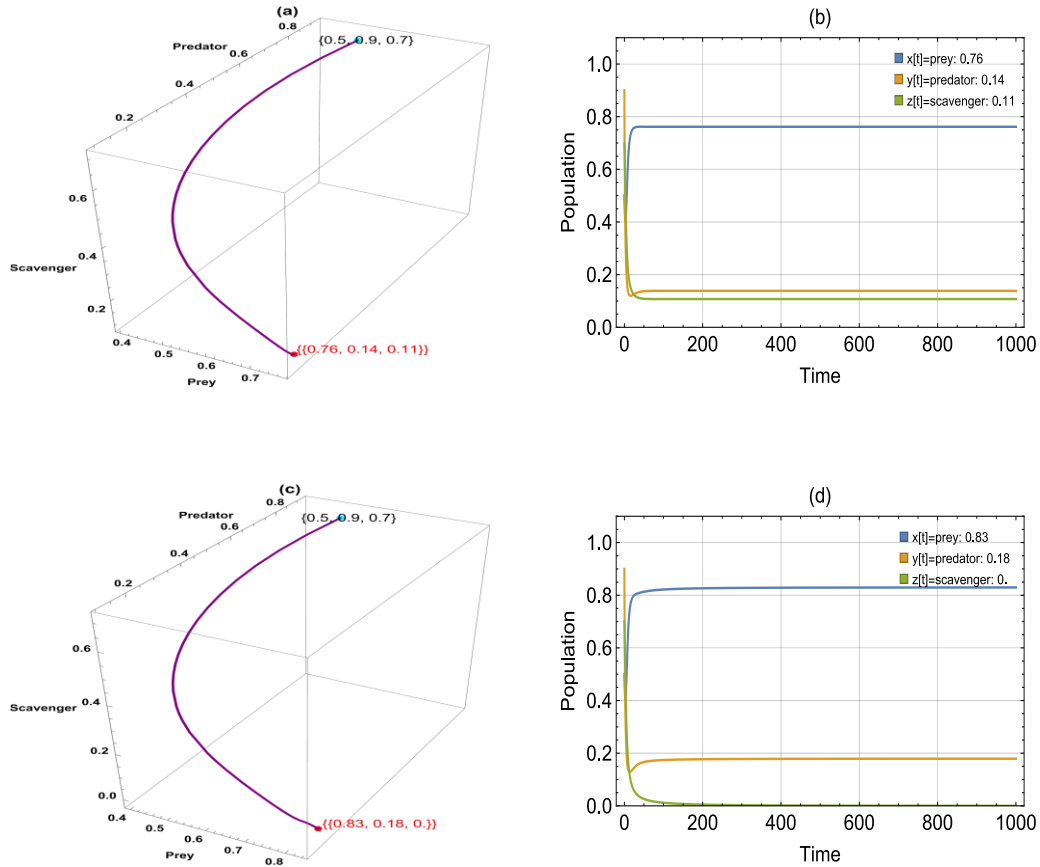 (a)
{0.5, 0.9, 0.7}
Predator
0.2
0.4
0.6
0.8
Scavenger
0.6
0.4
0.2
0.4
0.5
0.6
0.7
Prey
{{0.76, 0.14, 0.11}}
(b)
x[t]=prey: 0.76
y[t]=predator: 0.14
z[t]=scavenger: 0.11
Population
1.0
0.8
0.6
0.4
0.2
0.0
0 200 400 600 800 1000
Time
(c)
{0.5, 0.9, 0.7}
Predator
0.2
0.4
0.6
0.8
Scavenger
0.6
0.4
0.2
0.0
0.4
0.5
0.6
0.7
0.8
Prey
{{0.83, 0.18, 0.}}
(d)
x[t]=prey: 0.83
y[t]=predator: 0.18
z[t]=scavenger: 0.
Population
1.0
0.8
0.6
0.4
0.2
0.0
0 200 400 600 800 1000
Time